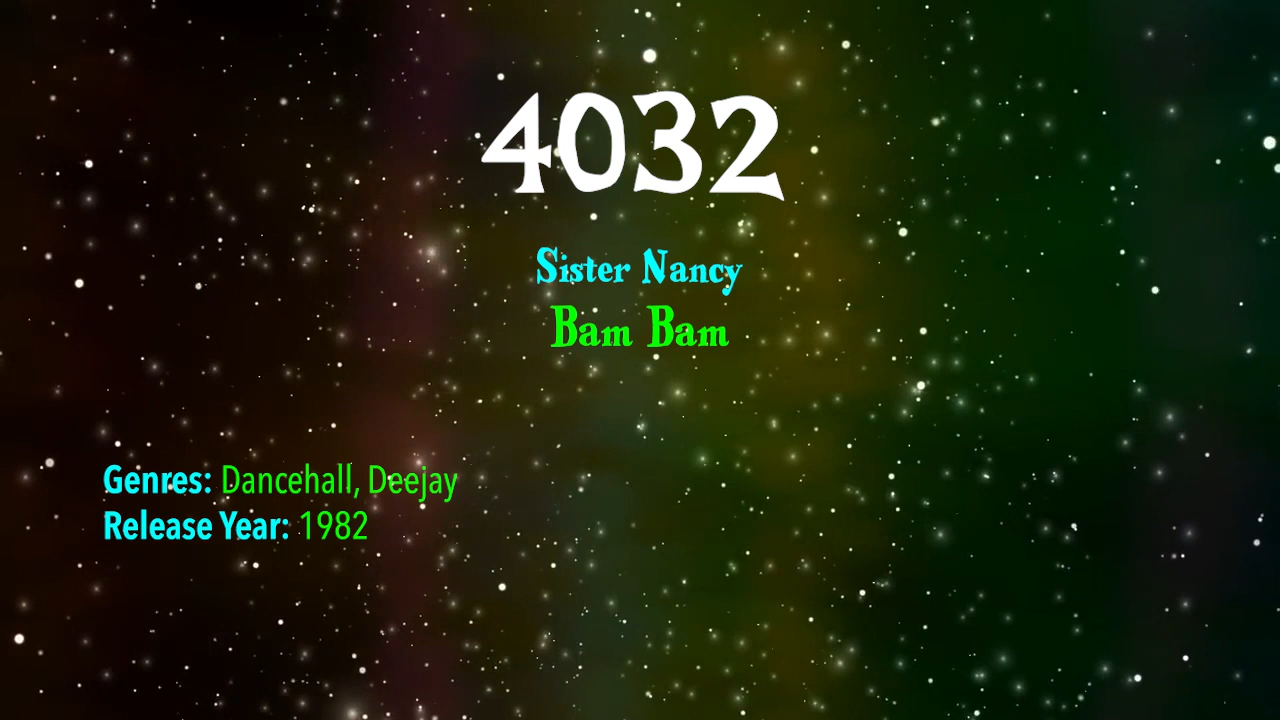 4032
Sister Nancy
Bam Bam
Genres: Dancehall, Deejay
Release Year: 1982